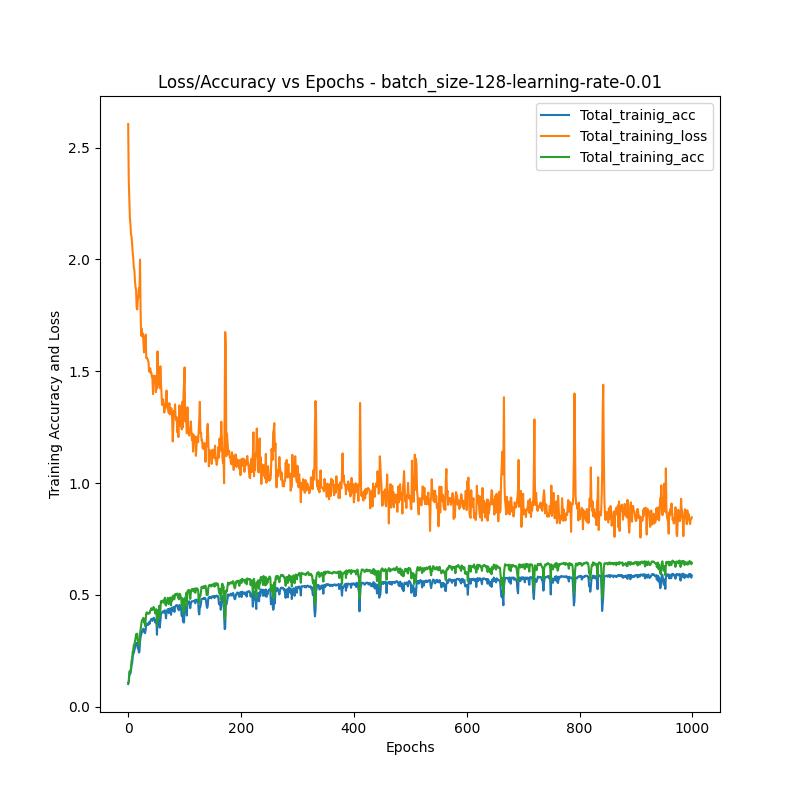 Loss/Accuracy vs Epochs - batch_size-128-learning-rate-0.01
Total_trainig_acc
Total_training_loss
Total_training_acc
Training Accuracy and Loss
2.5
2.0
1.5
1.0
0.5
0.0
0 200 400 600 800 1000
Epochs